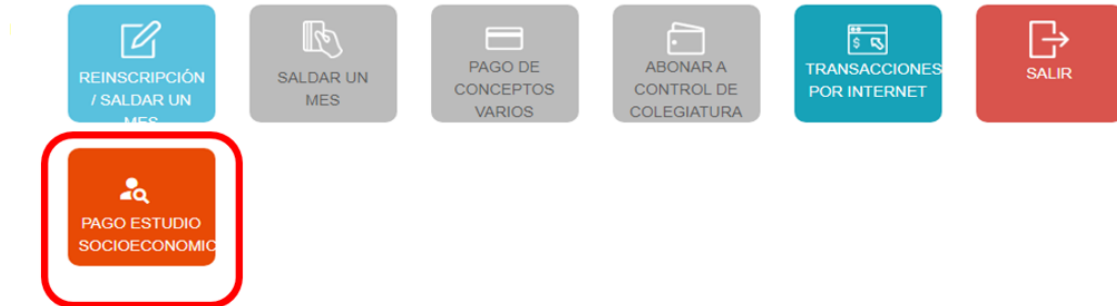 REINSCRIPCIÓN
/ SALDAR UN
MES
SALDAR UN
MES
PAGO DE
CONCEPTOS
VARIOS
ABONAR A
CONTROL DE
COLEGIATURA
$
TRANSACCIONES
POR INTERNET
SALIR
PAGO ESTUDIO
SOCIOECONOMIC